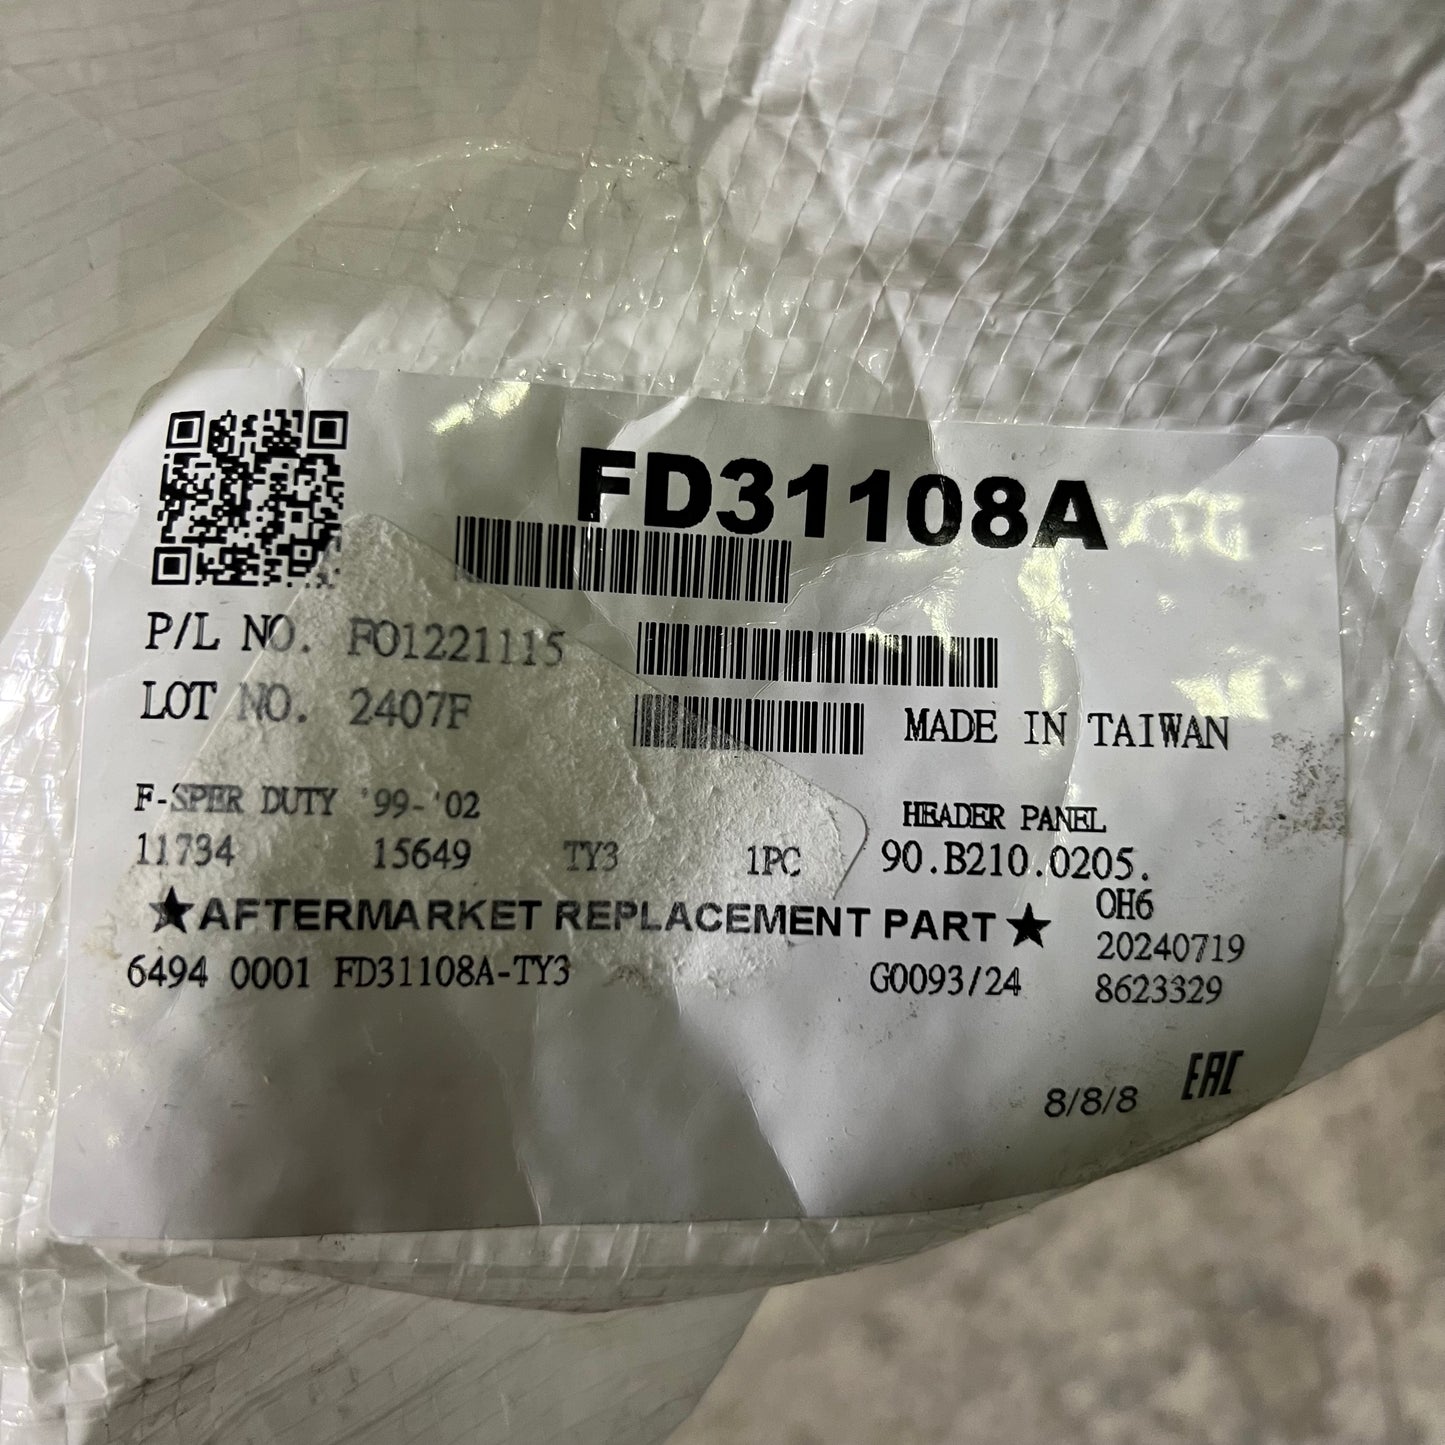 FD31108A
P/L NO. FO1221115
LOT NO. 2407F
MADE IN TAIWAN
F-SPER DUTY '99-'02 HEADER PANEL
11734 15649 TY3 1PC 90.B210.0205.
★AFTERMARKET REPLACEMENT PART★ OH6
20240719
6494 0001 FD31108A-TY3 G0093/24 8623329
8/8/8 EAC